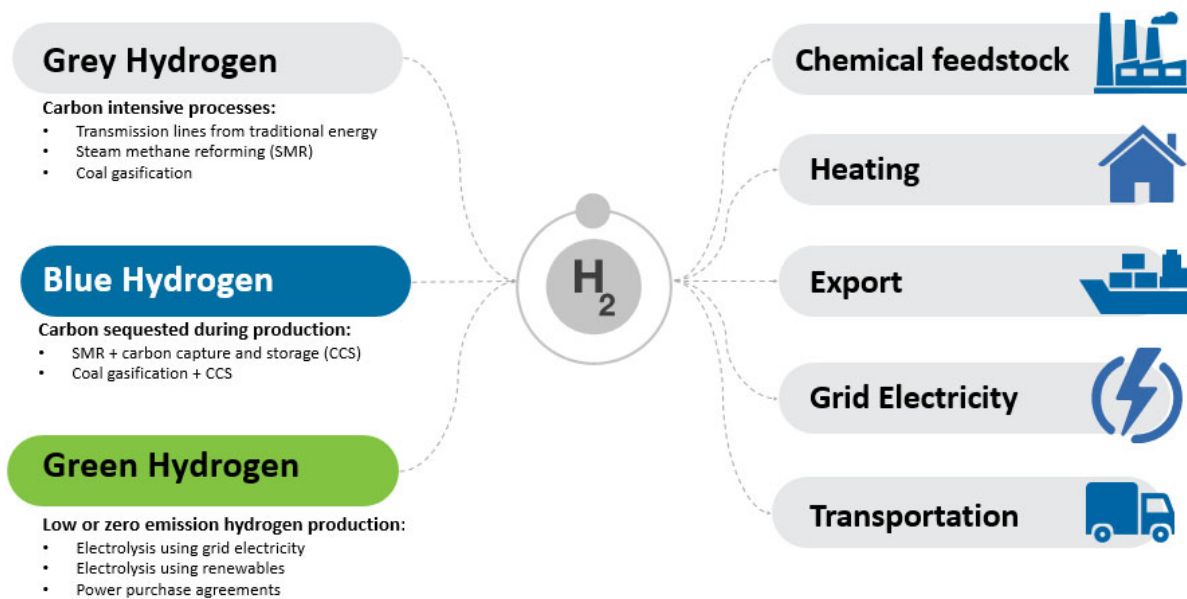 Grey Hydrogen
Carbon intensive processes:
• Transmission lines from traditional energy
• Steam methane reforming (SMR)
• Coal gasification
Blue Hydrogen
Carbon sequested during production:
• SMR + carbon capture and storage (CCS)
• Coal gasification + CCS
Green Hydrogen
Low or zero emission hydrogen production:
• Electrolysis using grid electricity
• Electrolysis using renewables
• Power purchase agreements
H2
Chemical feedstock
Heating
Export
Grid Electricity
Transportation